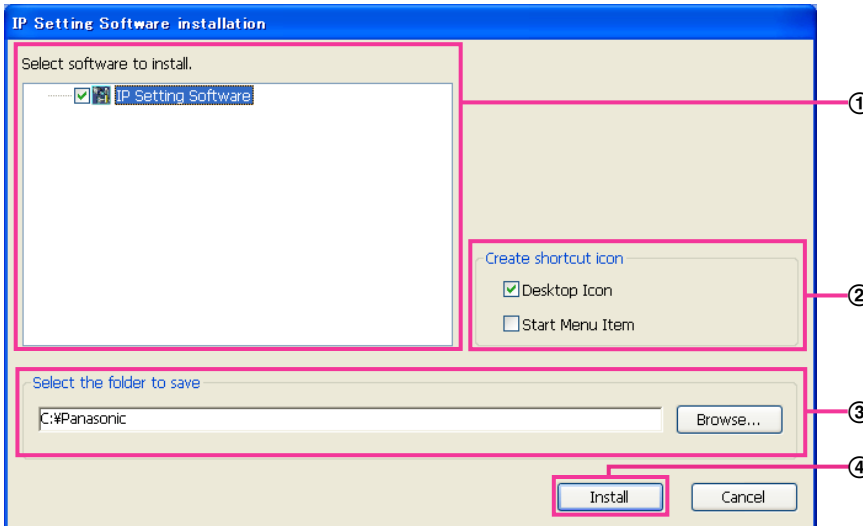 IP Setting Software installation
Select software to install.
IP Setting Software
①
Create shortcut icon
Desktop Icon
②
Start Menu Item
Select the folder to save
C:¥Panasonic
Browse...
③
④
Install
Cancel